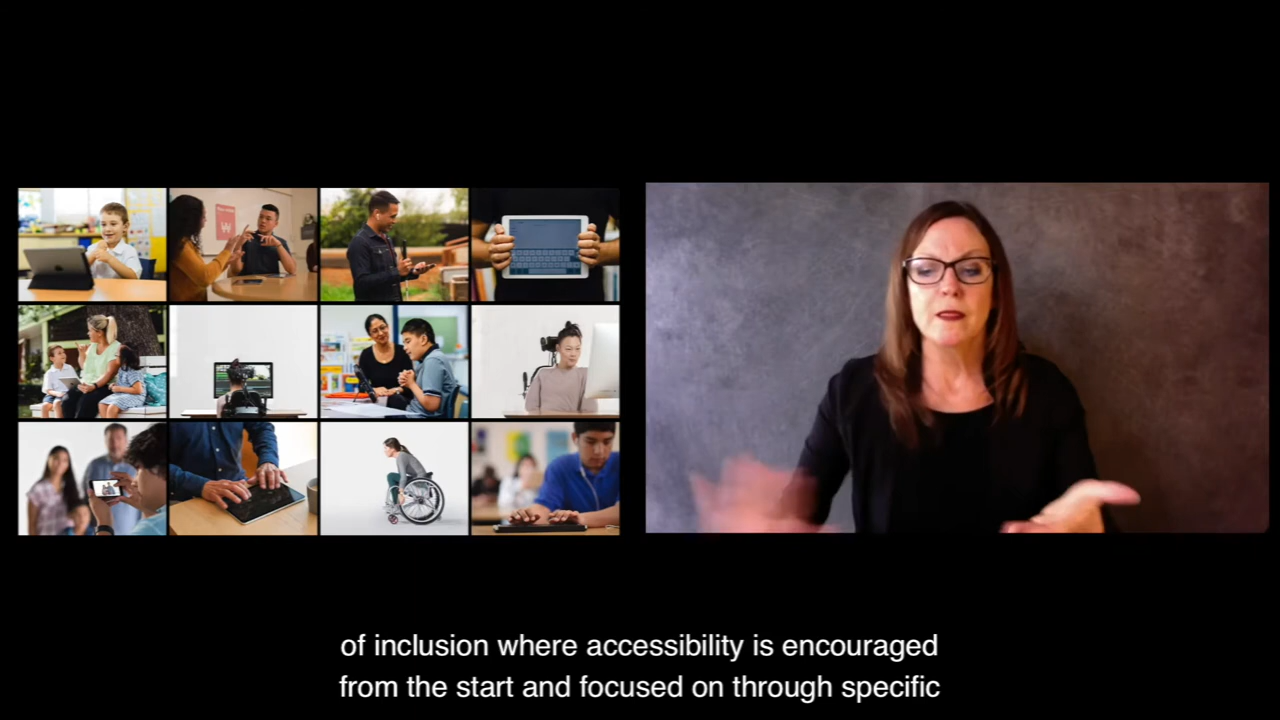 of inclusion where accessibility is encouraged
from the start and focused on through specific